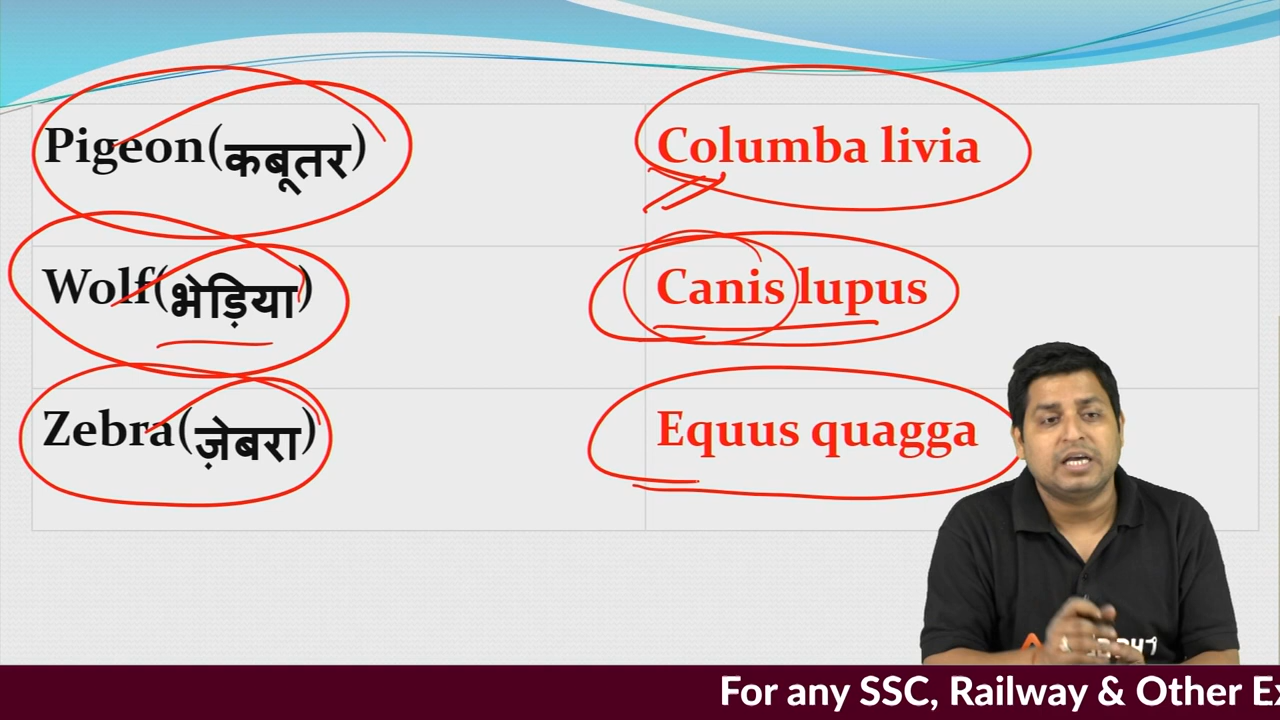 Pigeon(कबूतर) Columba livia
Wolf(भेड़िया) Canis lupus
Zebra(ज़ेबरा) Equus quagga
For any SSC, Railway & Other Ex